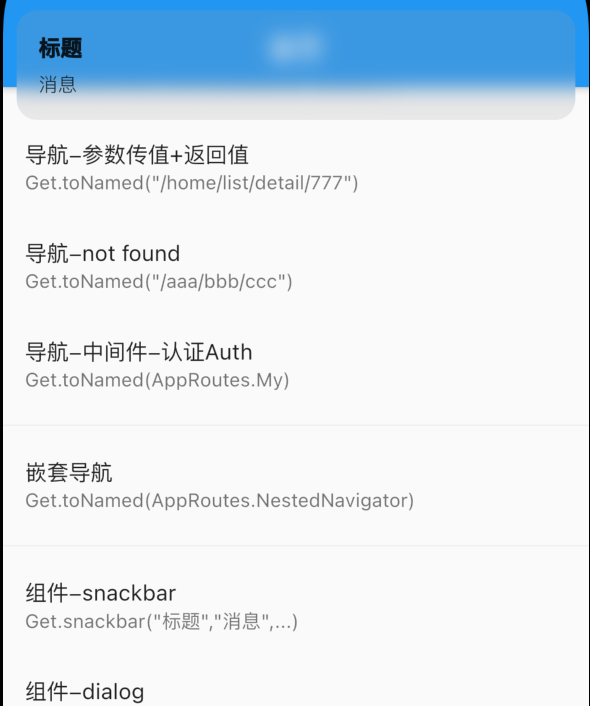 标题
消息
导航-参数传值+返回值
Get.toNamed("/home/list/detail/777")
导航-not found
Get.toNamed("/aaa/bbb/ccc")
导航-中间件-认证Auth
Get.toNamed(AppRoutes.My)
嵌套导航
Get.toNamed(AppRoutes.NestedNavigator)
组件-snackbar
Get.snackbar("标题","消息",...)
组件-dialog